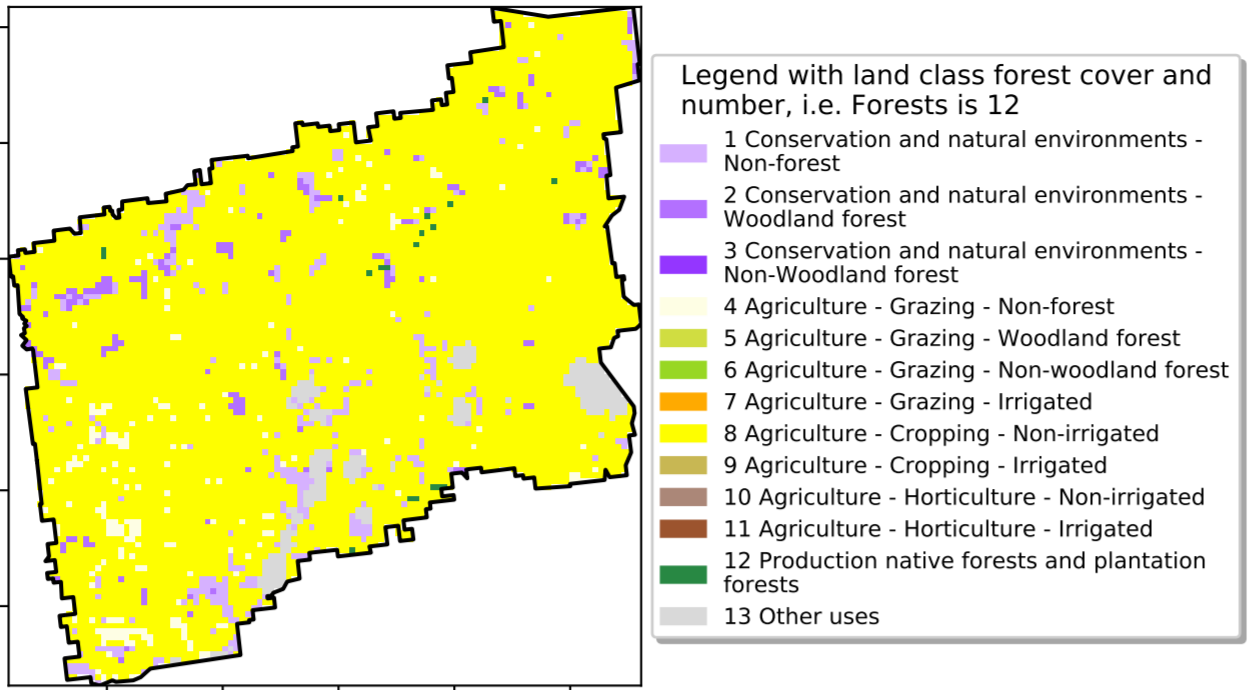 Legend with land class forest cover and
number, i.e. Forests is 12
1 Conservation and natural environments -
Non-forest
2 Conservation and natural environments -
Woodland forest
3 Conservation and natural environments -
Non-Woodland forest
4 Agriculture - Grazing - Non-forest
5 Agriculture - Grazing - Woodland forest
6 Agriculture - Grazing - Non-woodland forest
7 Agriculture - Grazing - Irrigated
8 Agriculture - Cropping - Non-irrigated
9 Agriculture - Cropping - Irrigated
10 Agriculture - Horticulture - Non-irrigated
11 Agriculture - Horticulture - Irrigated
12 Production native forests and plantation
forests
13 Other uses